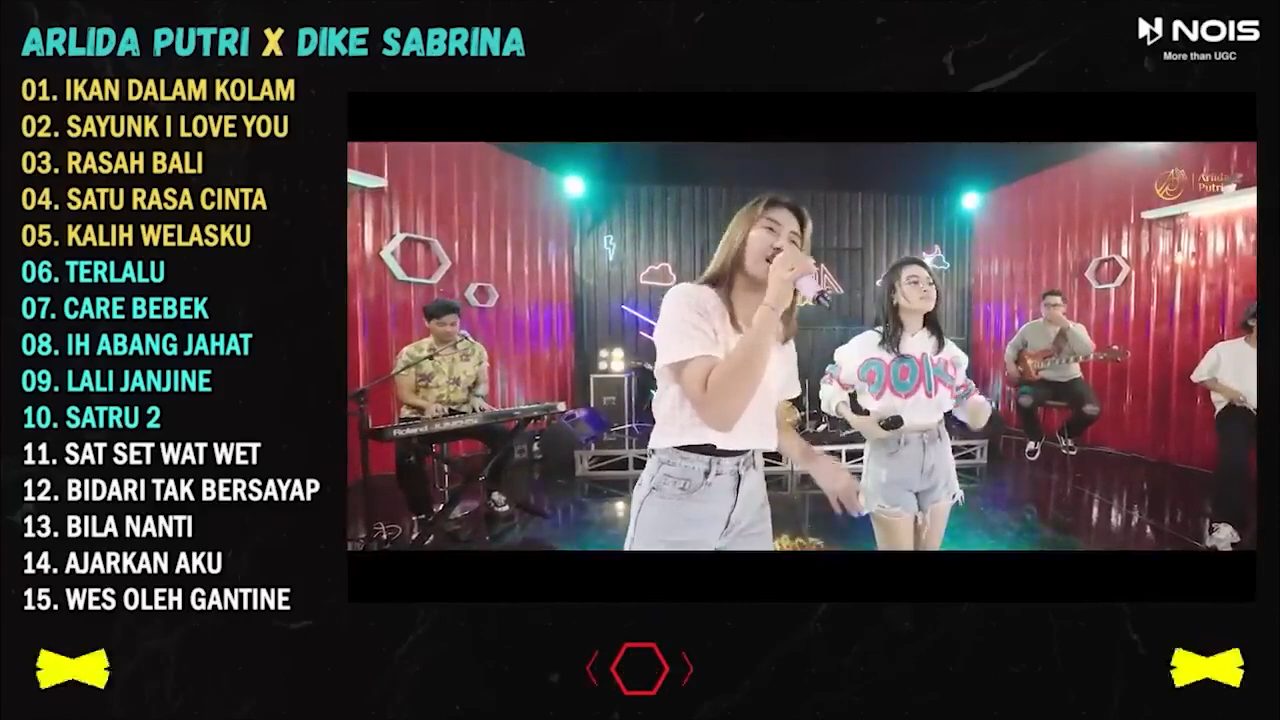 ARLIDA PUTRI X DIKE SABRINA
01. IKAN DALAM KOLAM
02. SAYUNK I LOVE YOU
03. RASAH BALI
04. SATU RASA CINTA
05. KALIH WELASKU
06. TERLALU
07. CARE BEBEK
08. IH ABANG JAHAT
09. LALI JANJINE
10. SATRU 2
11. SAT SET WAT WET
12. BIDARI TAK BERSAYAP
13. BILA NANTI
14. AJARKAN AKU
15. WES OLEH GANTINE
NOIS
More than UGC
Arlida
Putri
Roland